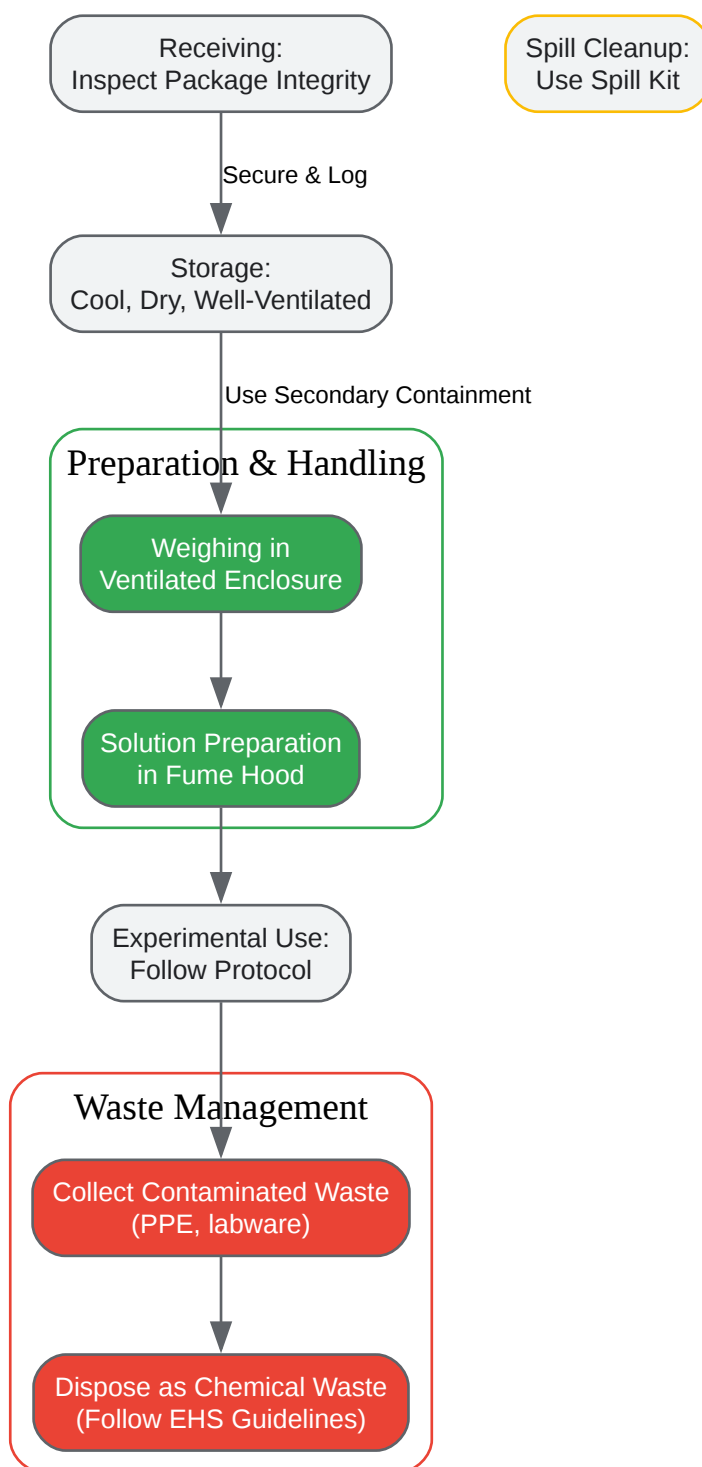 Receiving:
Inspect Package Integrity
Spill Cleanup:
Use Spill Kit
Secure & Log
Storage:
Cool, Dry, Well-Ventilated
Use Secondary Containment
Preparation & Handling
Weighing in
Ventilated Enclosure
Solution Preparation
in Fume Hood
Experimental Use:
Follow Protocol
Waste Management
Collect Contaminated Waste
(PPE, labware)
Dispose as Chemical Waste
(Follow EHS Guidelines)